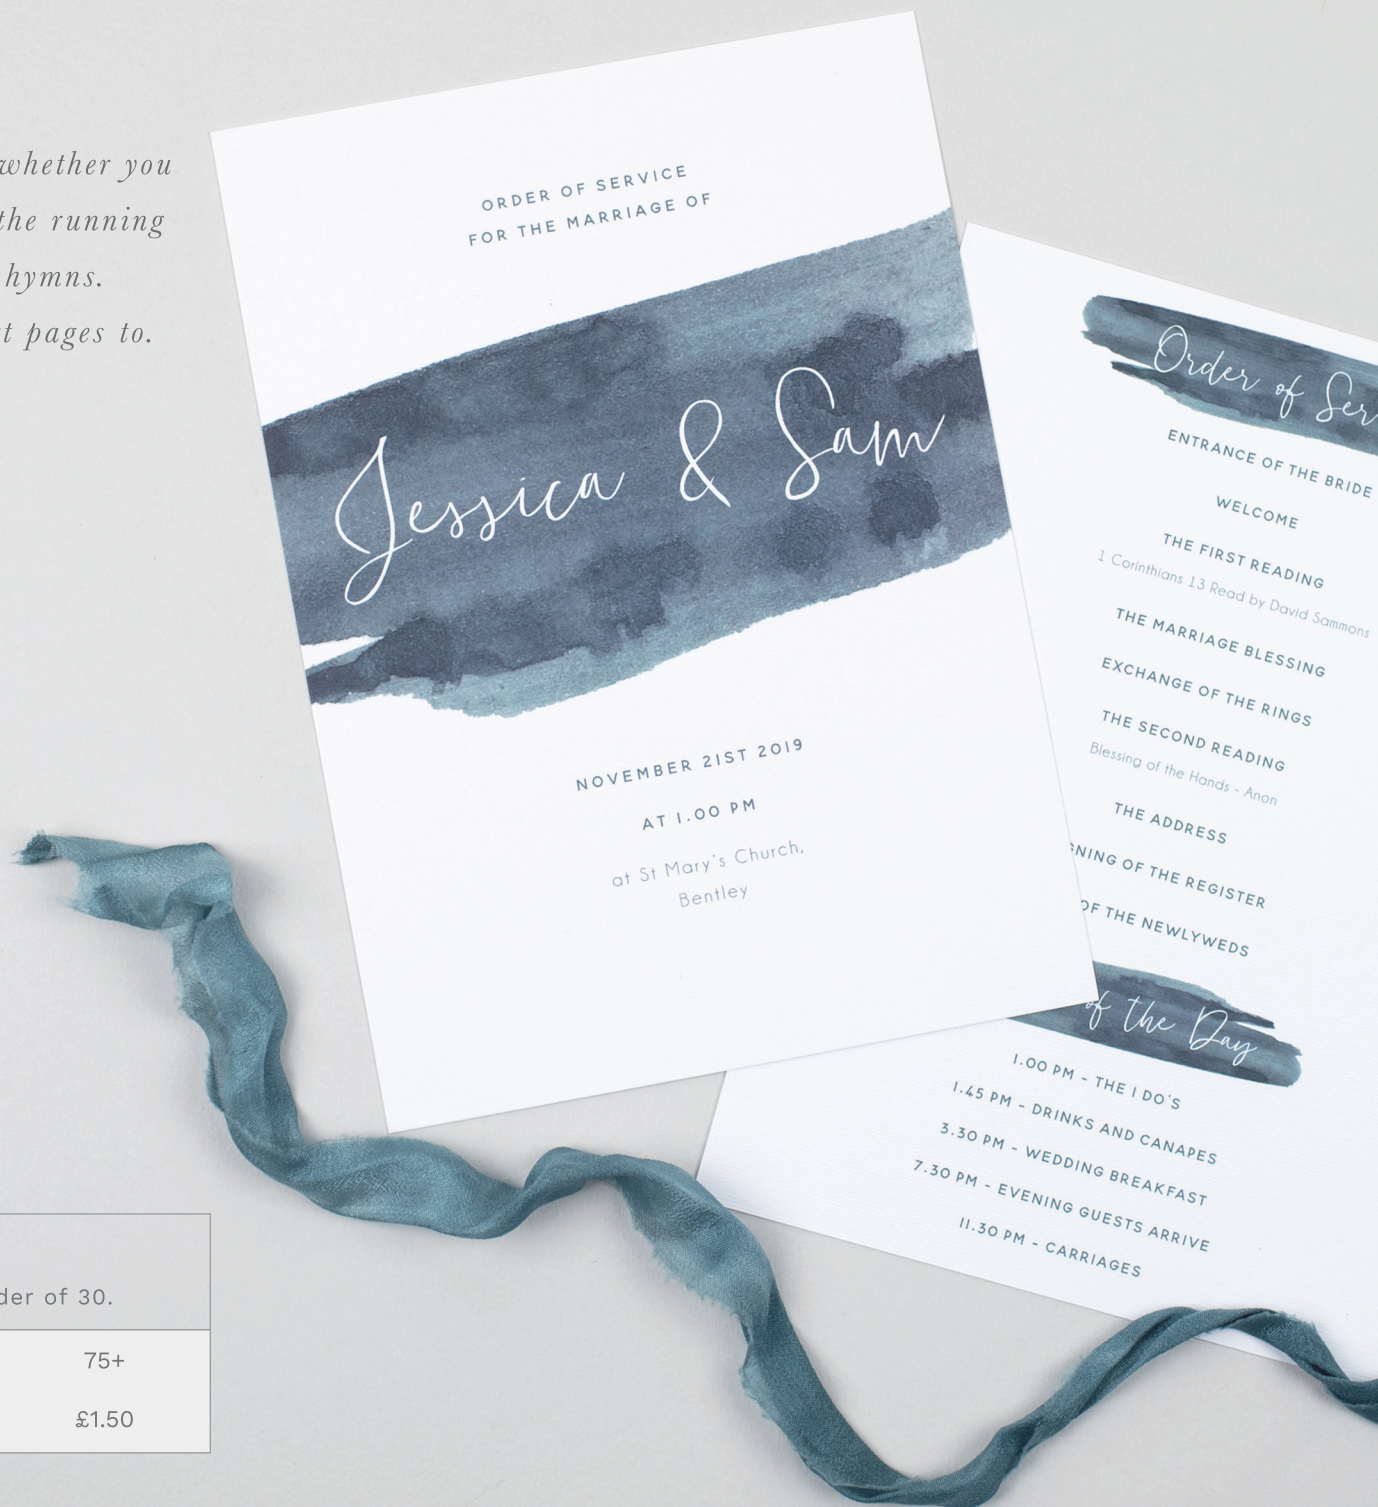 whether you
the running
hymns.
pages to.
ORDER OF SERVICE
FOR THE MARRIAGE OF
Jessica & Sam
NOVEMBER 21ST 2019
AT 1.00 PM
at St Mary's Church,
Bentley
Order of
ENTRANCE OF THE BRIDE
WELCOME
THE FIRST READING
1 Corinthians 13 Read by David Sammons
THE MARRIAGE BLESSING
EXCHANGE OF THE RINGS
THE SECOND READING
Blessing of the Hands - Anon
THE ADDRESS
OF THE REGISTER
OF THE NEWLYWEDS
of the Day
1.00 PM - THE I DO'S
1.45 PM - DRINKS AND CANAPES
3.30 PM - WEDDING BREAKFAST
7.30 PM - EVENING GUESTS ARRIVE
11.30 PM - CARRIAGES
of 30.
75+
£1.50